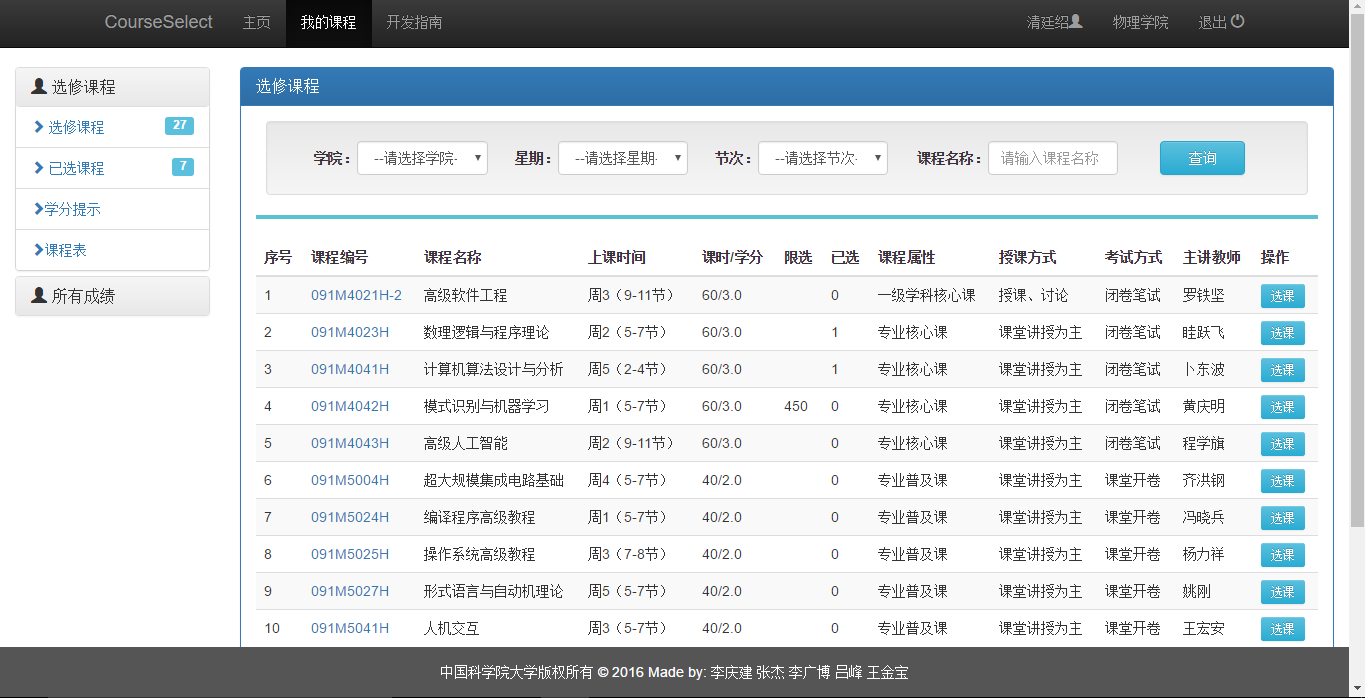 CourseSelect 主页 我的课程 开发指南 清廷绍 物理学院 退出
选修课程
选修课程 27
已选课程 7
学分提示
课程表
所有成绩
选修课程
学院： --请选择学院- 星期： --请选择星期- 节次： --请选择节次- 课程名称： 请输入课程名称 查询
序号 课程编号 课程名称 上课时间 课时/学分 限选 已选 课程属性 授课方式 考试方式 主讲教师 操作
1 091M4021H-2 高级软件工程 周3（9-11节） 60/3.0 0 一级学科核心课 授课、讨论 闭卷笔试 罗铁坚 选课
2 091M4023H 数理逻辑与程序理论 周2（5-7节） 60/3.0 1 专业核心课 课堂讲授为主 闭卷笔试 眭跃飞 选课
3 091M4041H 计算机算法设计与分析 周5（2-4节） 60/3.0 1 专业核心课 课堂讲授为主 闭卷笔试 卜东波 选课
4 091M4042H 模式识别与机器学习 周1（5-7节） 60/3.0 450 0 专业核心课 课堂讲授为主 闭卷笔试 黄庆明 选课
5 091M4043H 高级人工智能 周2（9-11节） 60/3.0 0 专业核心课 课堂讲授为主 闭卷笔试 程学旗 选课
6 091M5004H 超大规模集成电路基础 周4（5-7节） 40/2.0 0 专业普及课 课堂讲授为主 课堂开卷 齐洪钢 选课
7 091M5024H 编译程序高级教程 周1（5-7节） 40/2.0 0 专业普及课 课堂讲授为主 课堂开卷 冯晓兵 选课
8 091M5025H 操作系统高级教程 周3（7-8节） 40/2.0 0 专业普及课 课堂讲授为主 课堂开卷 杨力祥 选课
9 091M5027H 形式语言与自动机理论 周5（5-7节） 40/2.0 0 专业普及课 课堂讲授为主 课堂开卷 姚刚 选课
10 091M5041H 人机交互 周3（5-7节） 40/2.0 0 专业普及课 课堂讲授为主 课堂开卷 王宏安 选课
中国科学院大学版权所有 © 2016 Made by: 李庆建 张杰 李广博 吕峰 王金宝